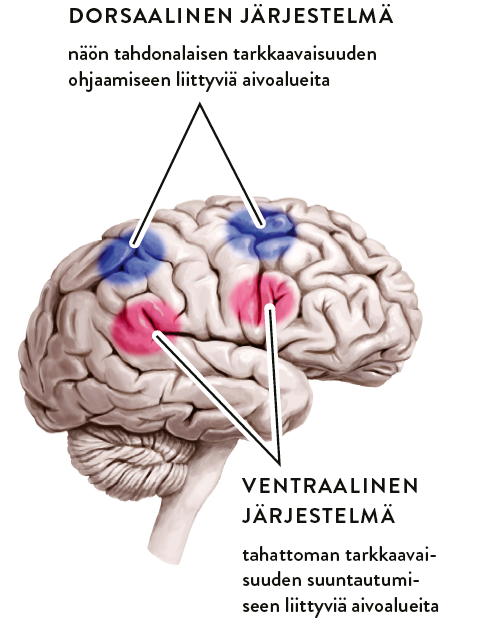 DORSAALINEN JÄRJESTELMÄ
näön tahdonalaisen tarkkaavaisuuden
ohjaamiseen liittyviä aivoalueita
VENTRAALINEN
JÄRJESTELMÄ
tahattoman tarkkaavai-
suuden suuntautumi-
seen liittyviä aivoalueita